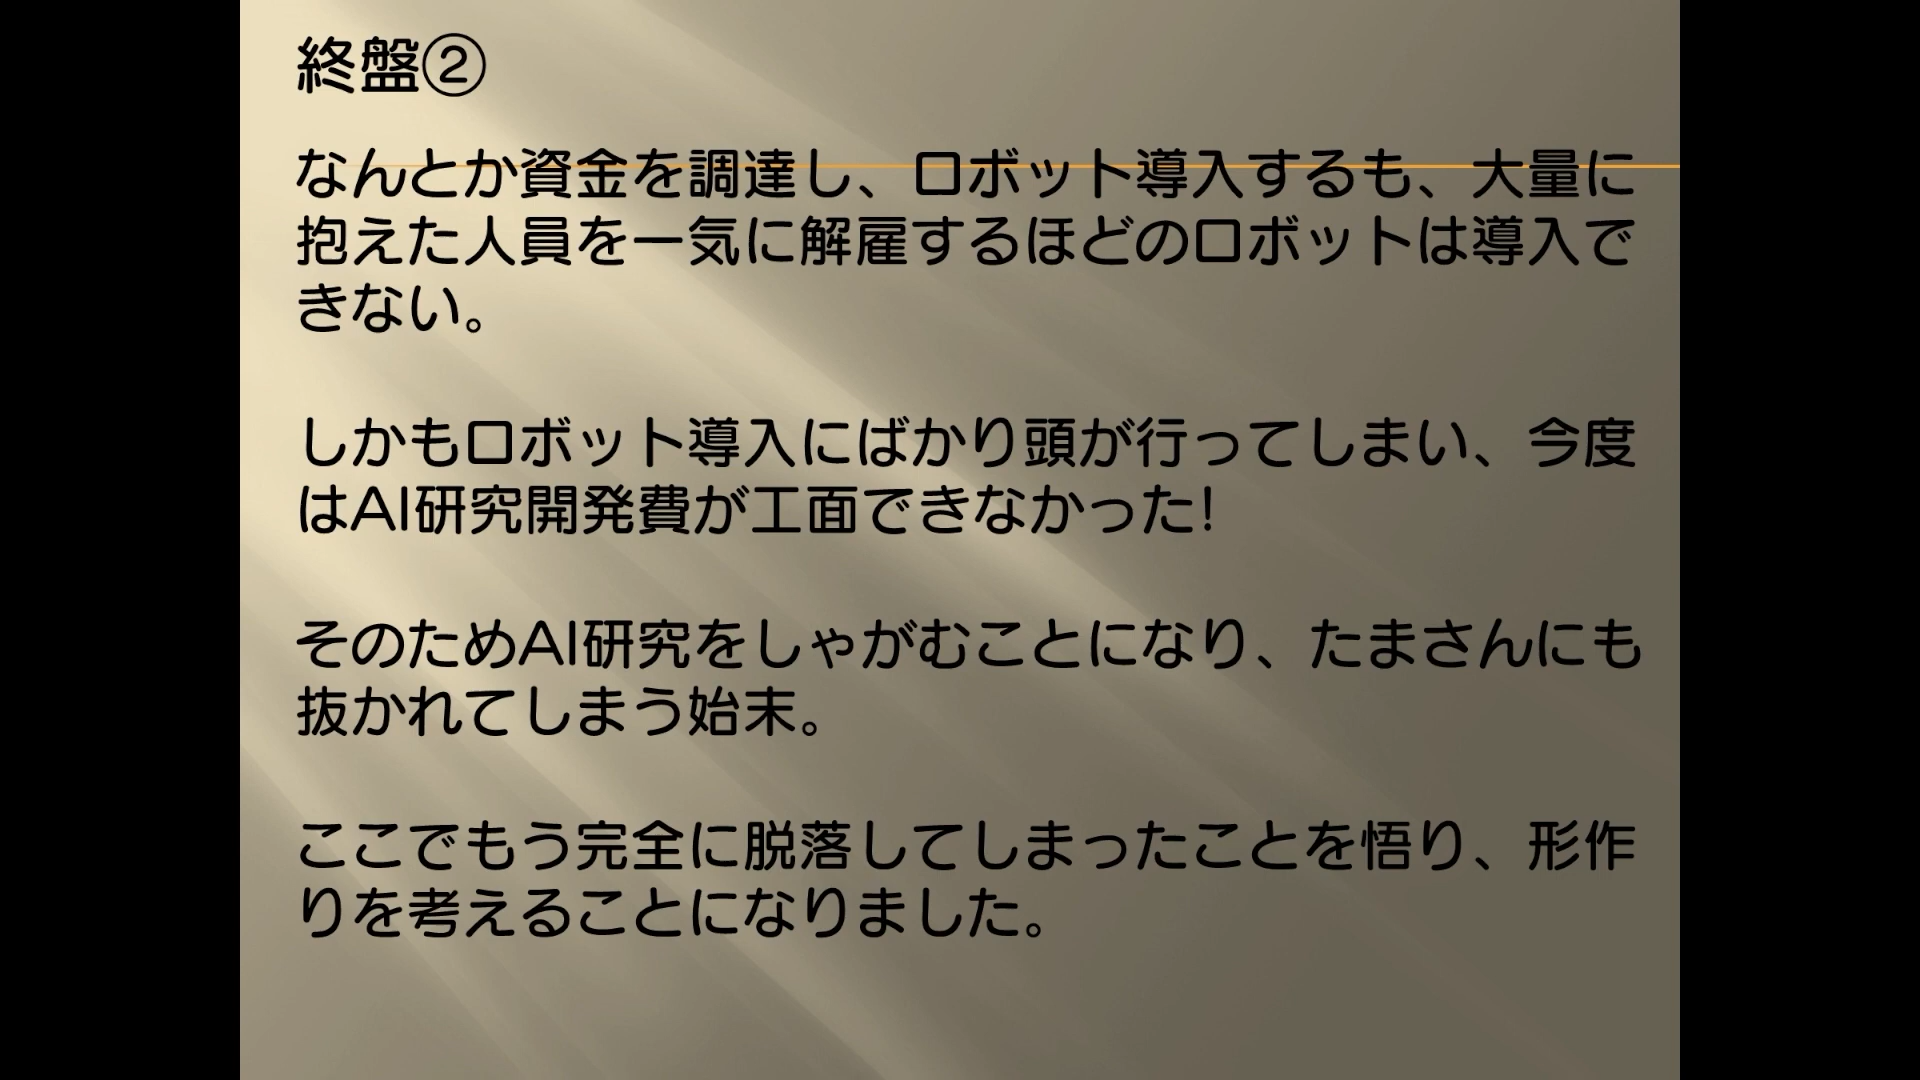 終盤②
なんとか資金を調達し、ロボット導入するも、大量に
抱えた人員を一気に解雇するほどのロボットは導入で
きない。
しかもロボット導入にばかり頭が行ってしまい、今度
はAI研究開発費が工面できなかった!
そのためAI研究をしゃがむことになり、たまさんにも
抜かれてしまう始末。
ここでもう完全に脱落してしまったことを悟り、形作
りを考えることになりました。